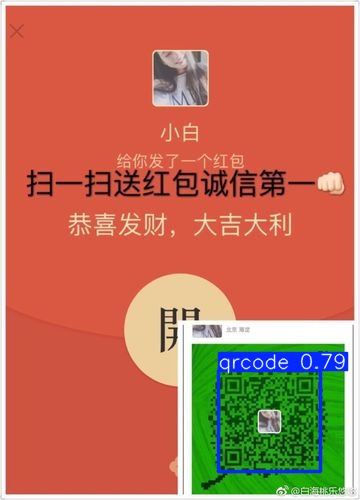 小白
给你发了一个红包
扫一扫送红包诚信第一👊🏻
恭喜发财，大吉大利
開
北京 海淀
qrcode 0.79
@白海桃乐悠悠